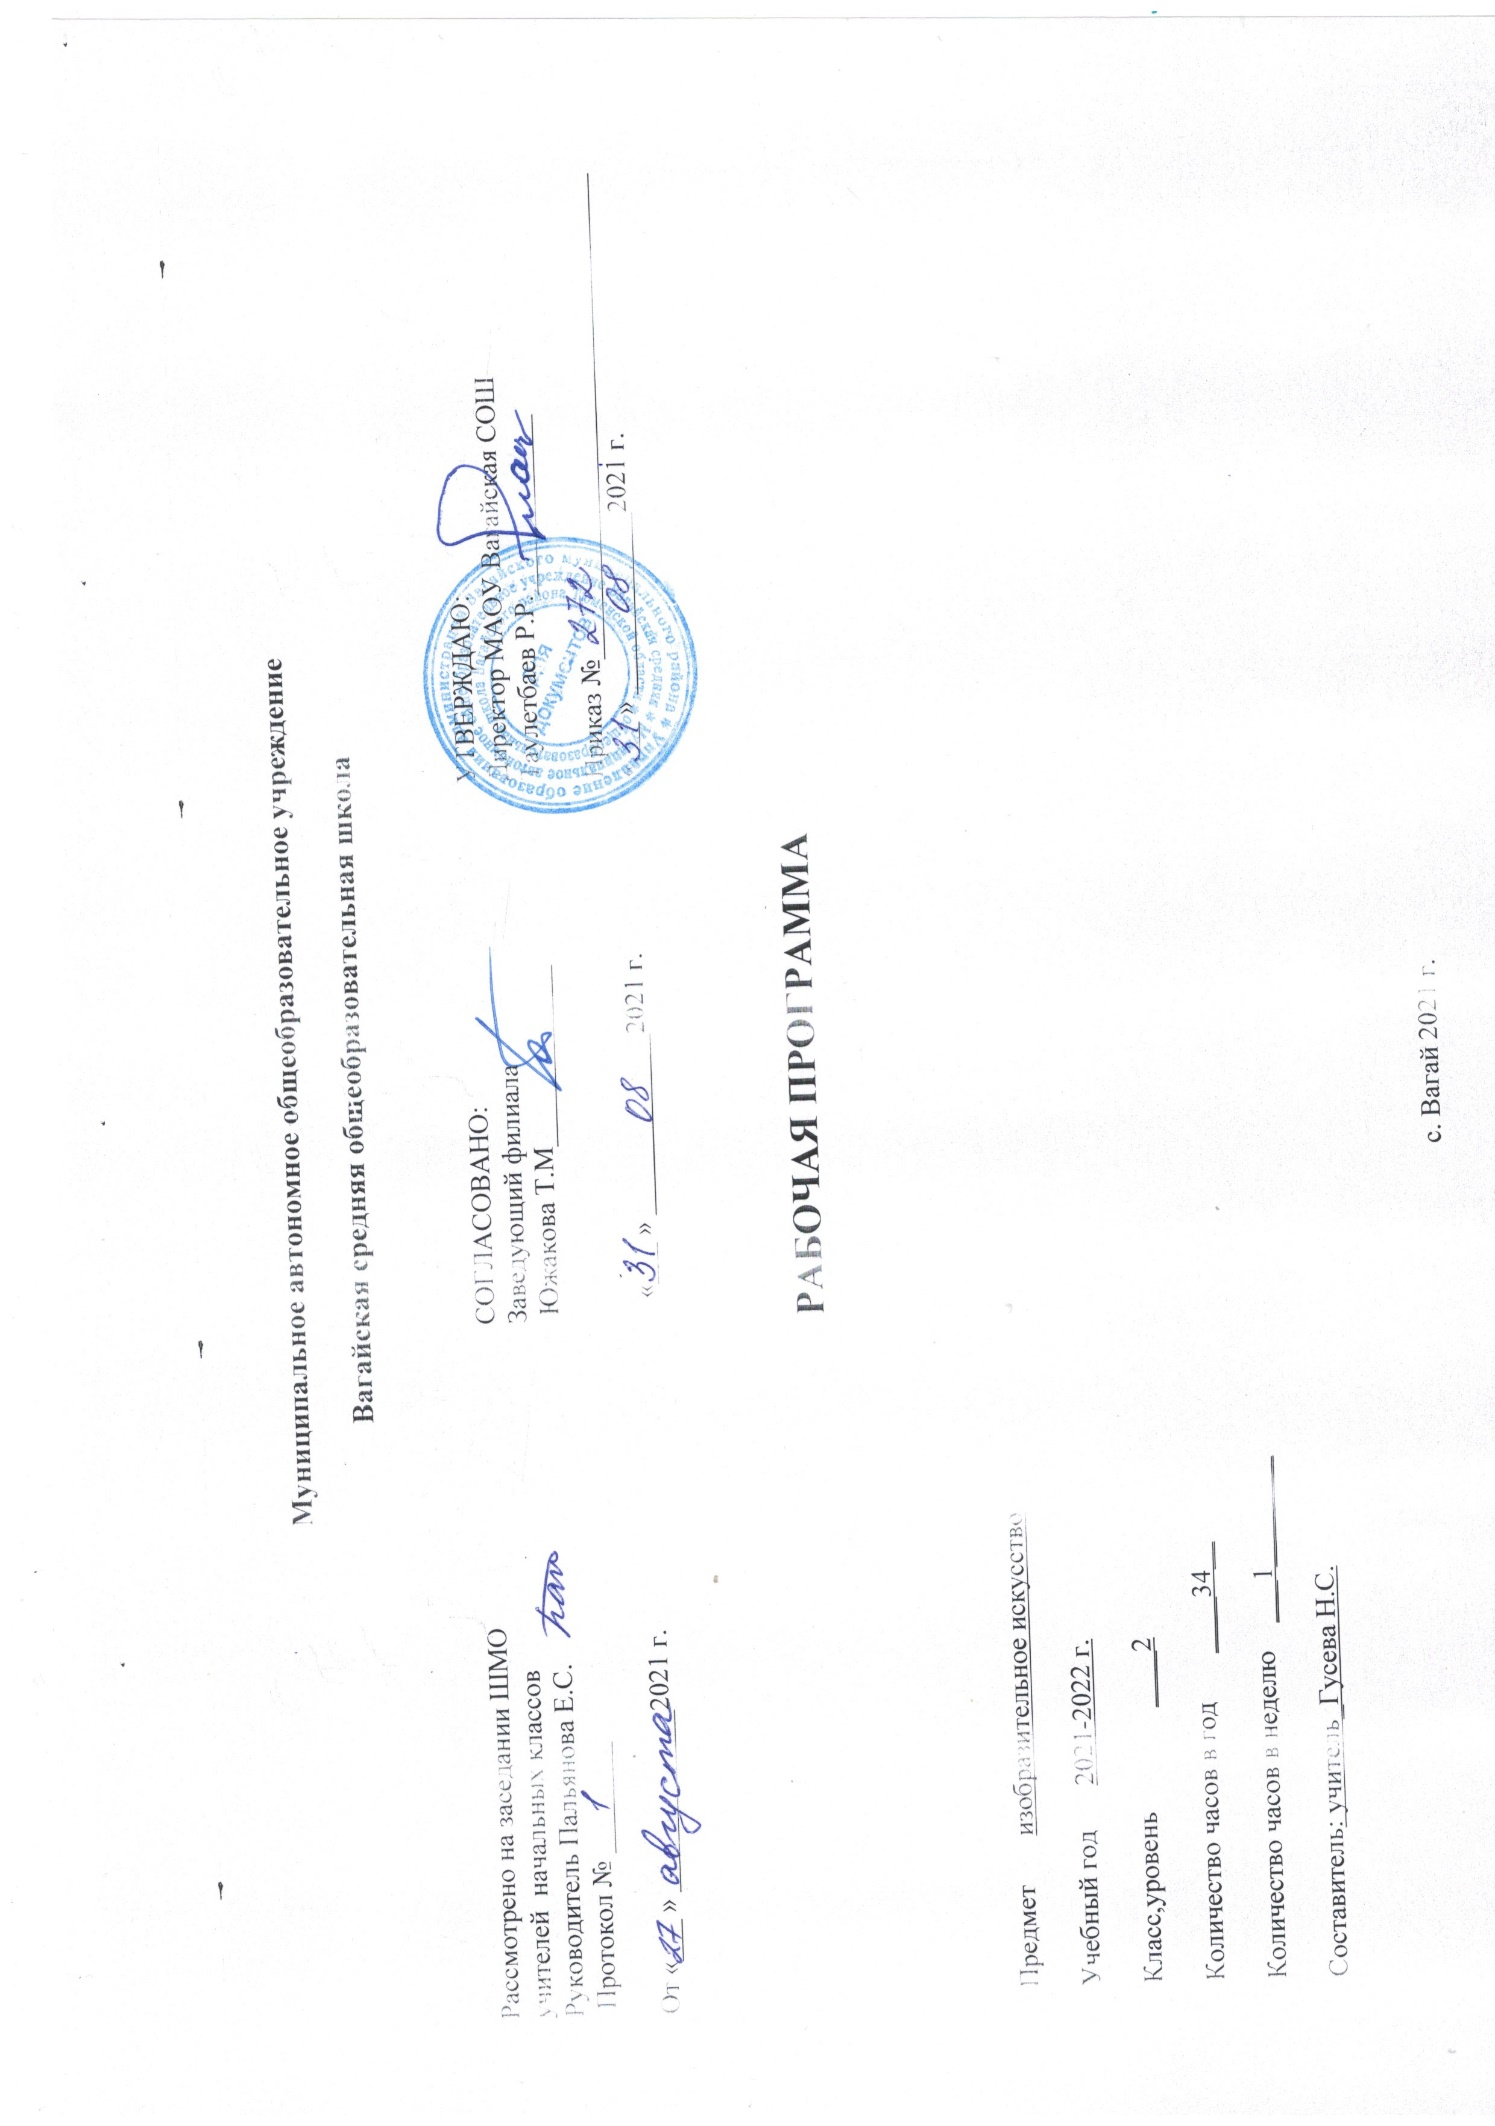 Муниципальное автономное общеобразовательное учреждение
Вагайская средняя общеобразовательная школа
Рассмотрено на заседании ШМО
учителей начальных классов
Руководитель Пальянова Е.С.
Протокол № 1
От «27» августа 2021 г.
СОГЛАСОВАНО:
Заведующий филиала
Южакова Т.М
«31» 08 2021 г.
УТВЕРЖДАЮ:
Директор МАОУ Вагайская СОШ
Таулетбаев Р.Р.
Приказ № 272
31» 08 2021 г.
РАБОЧАЯ ПРОГРАММА
Предмет изобразительное искусство
Учебный год 2021-2022 г.
Класс,уровень 2
Количество часов в год 34
Количество часов в неделю 1
Составитель: учитель Гусева Н.С.
с. Вагай 2021 г.